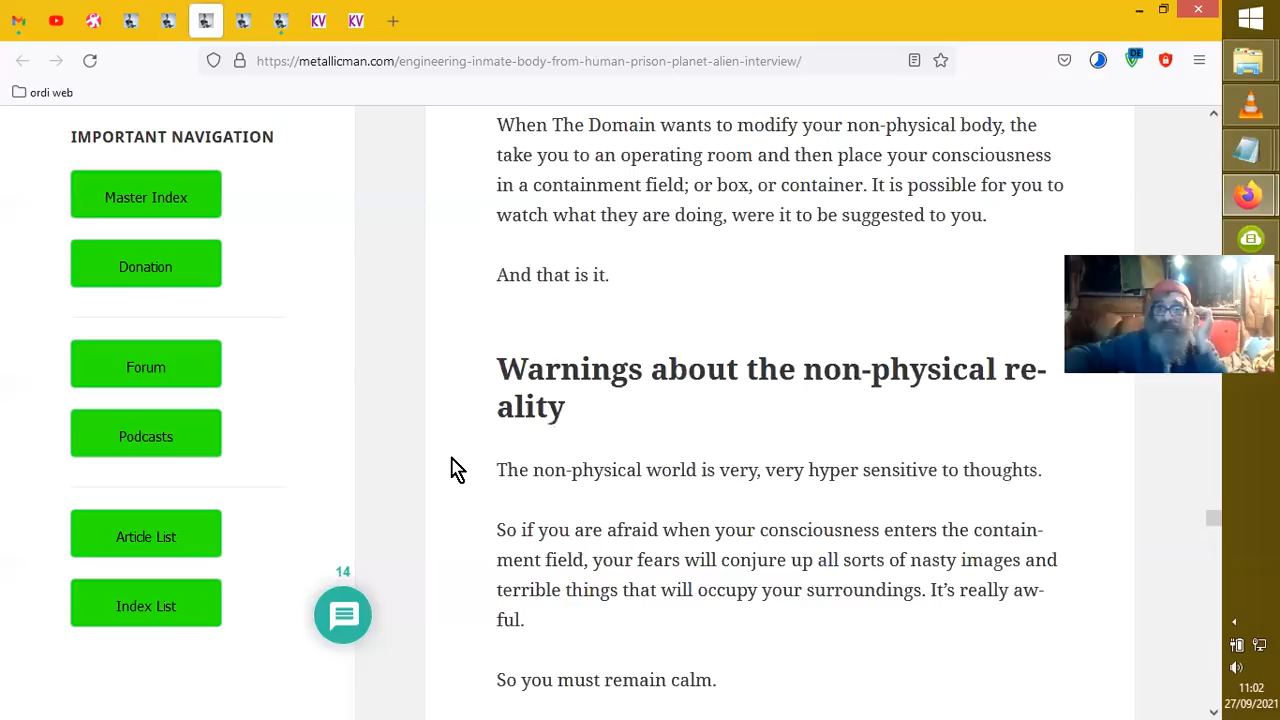 KV
KV
https://metallicman.com/engineering-inmate-body-from-human-prison-planet-alien-interview/
DE
ordi web
IMPORTANT NAVIGATION
Master Index
Donation
Forum
Podcasts
Article List
Index List
14
When The Domain wants to modify your non-physical body, the
take you to an operating room and then place your consciousness
in a containment field; or box, or container. It is possible for you to
watch what they are doing, were it to be suggested to you.
And that is it.
Warnings about the non-physical re-
ality
The non-physical world is very, very hyper sensitive to thoughts.
So if you are afraid when your consciousness enters the contain-
ment field, your fears will conjure up all sorts of nasty images and
terrible things that will occupy your surroundings. It’s really aw-
ful.
So you must remain calm.
11:02
27/09/2021